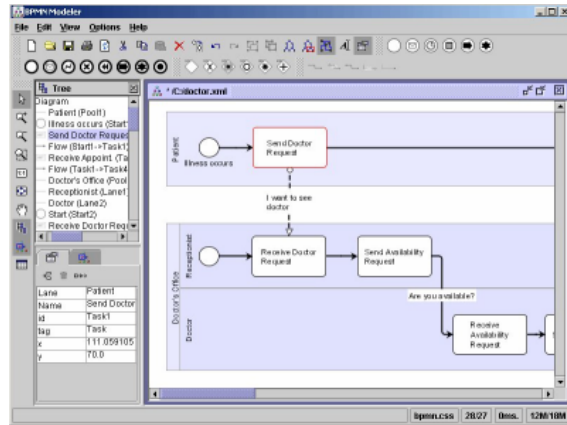 BPMN Modeler
File Edit View Options Help
Tree
Diagram
Patient (Pool1)
Illness occurs (Start
Send Doctor Reques
Flow (Start1->Task1)
Receive Appoint. (Ta
Flow (Task1->Task4
Doctor's Office (Pool
Receptionist (Lane1)
Doctor (Lane2)
Start (Start2)
Receive Doctor Requ
Lane Patient
Name Send Doctor
id Task1
tag Task
x 111.059105
y 70.0
*/C:/doctor.xml
Patient
Illness occurs
Send Doctor
Request
I want to see
doctor
Doctor's Office
Receptionist
Receive Doctor
Request
Send Availability
Request
Are you available?
Doctor
Receive
Availability
Request
bpmn.css 28/27 0ms. 12M/18M